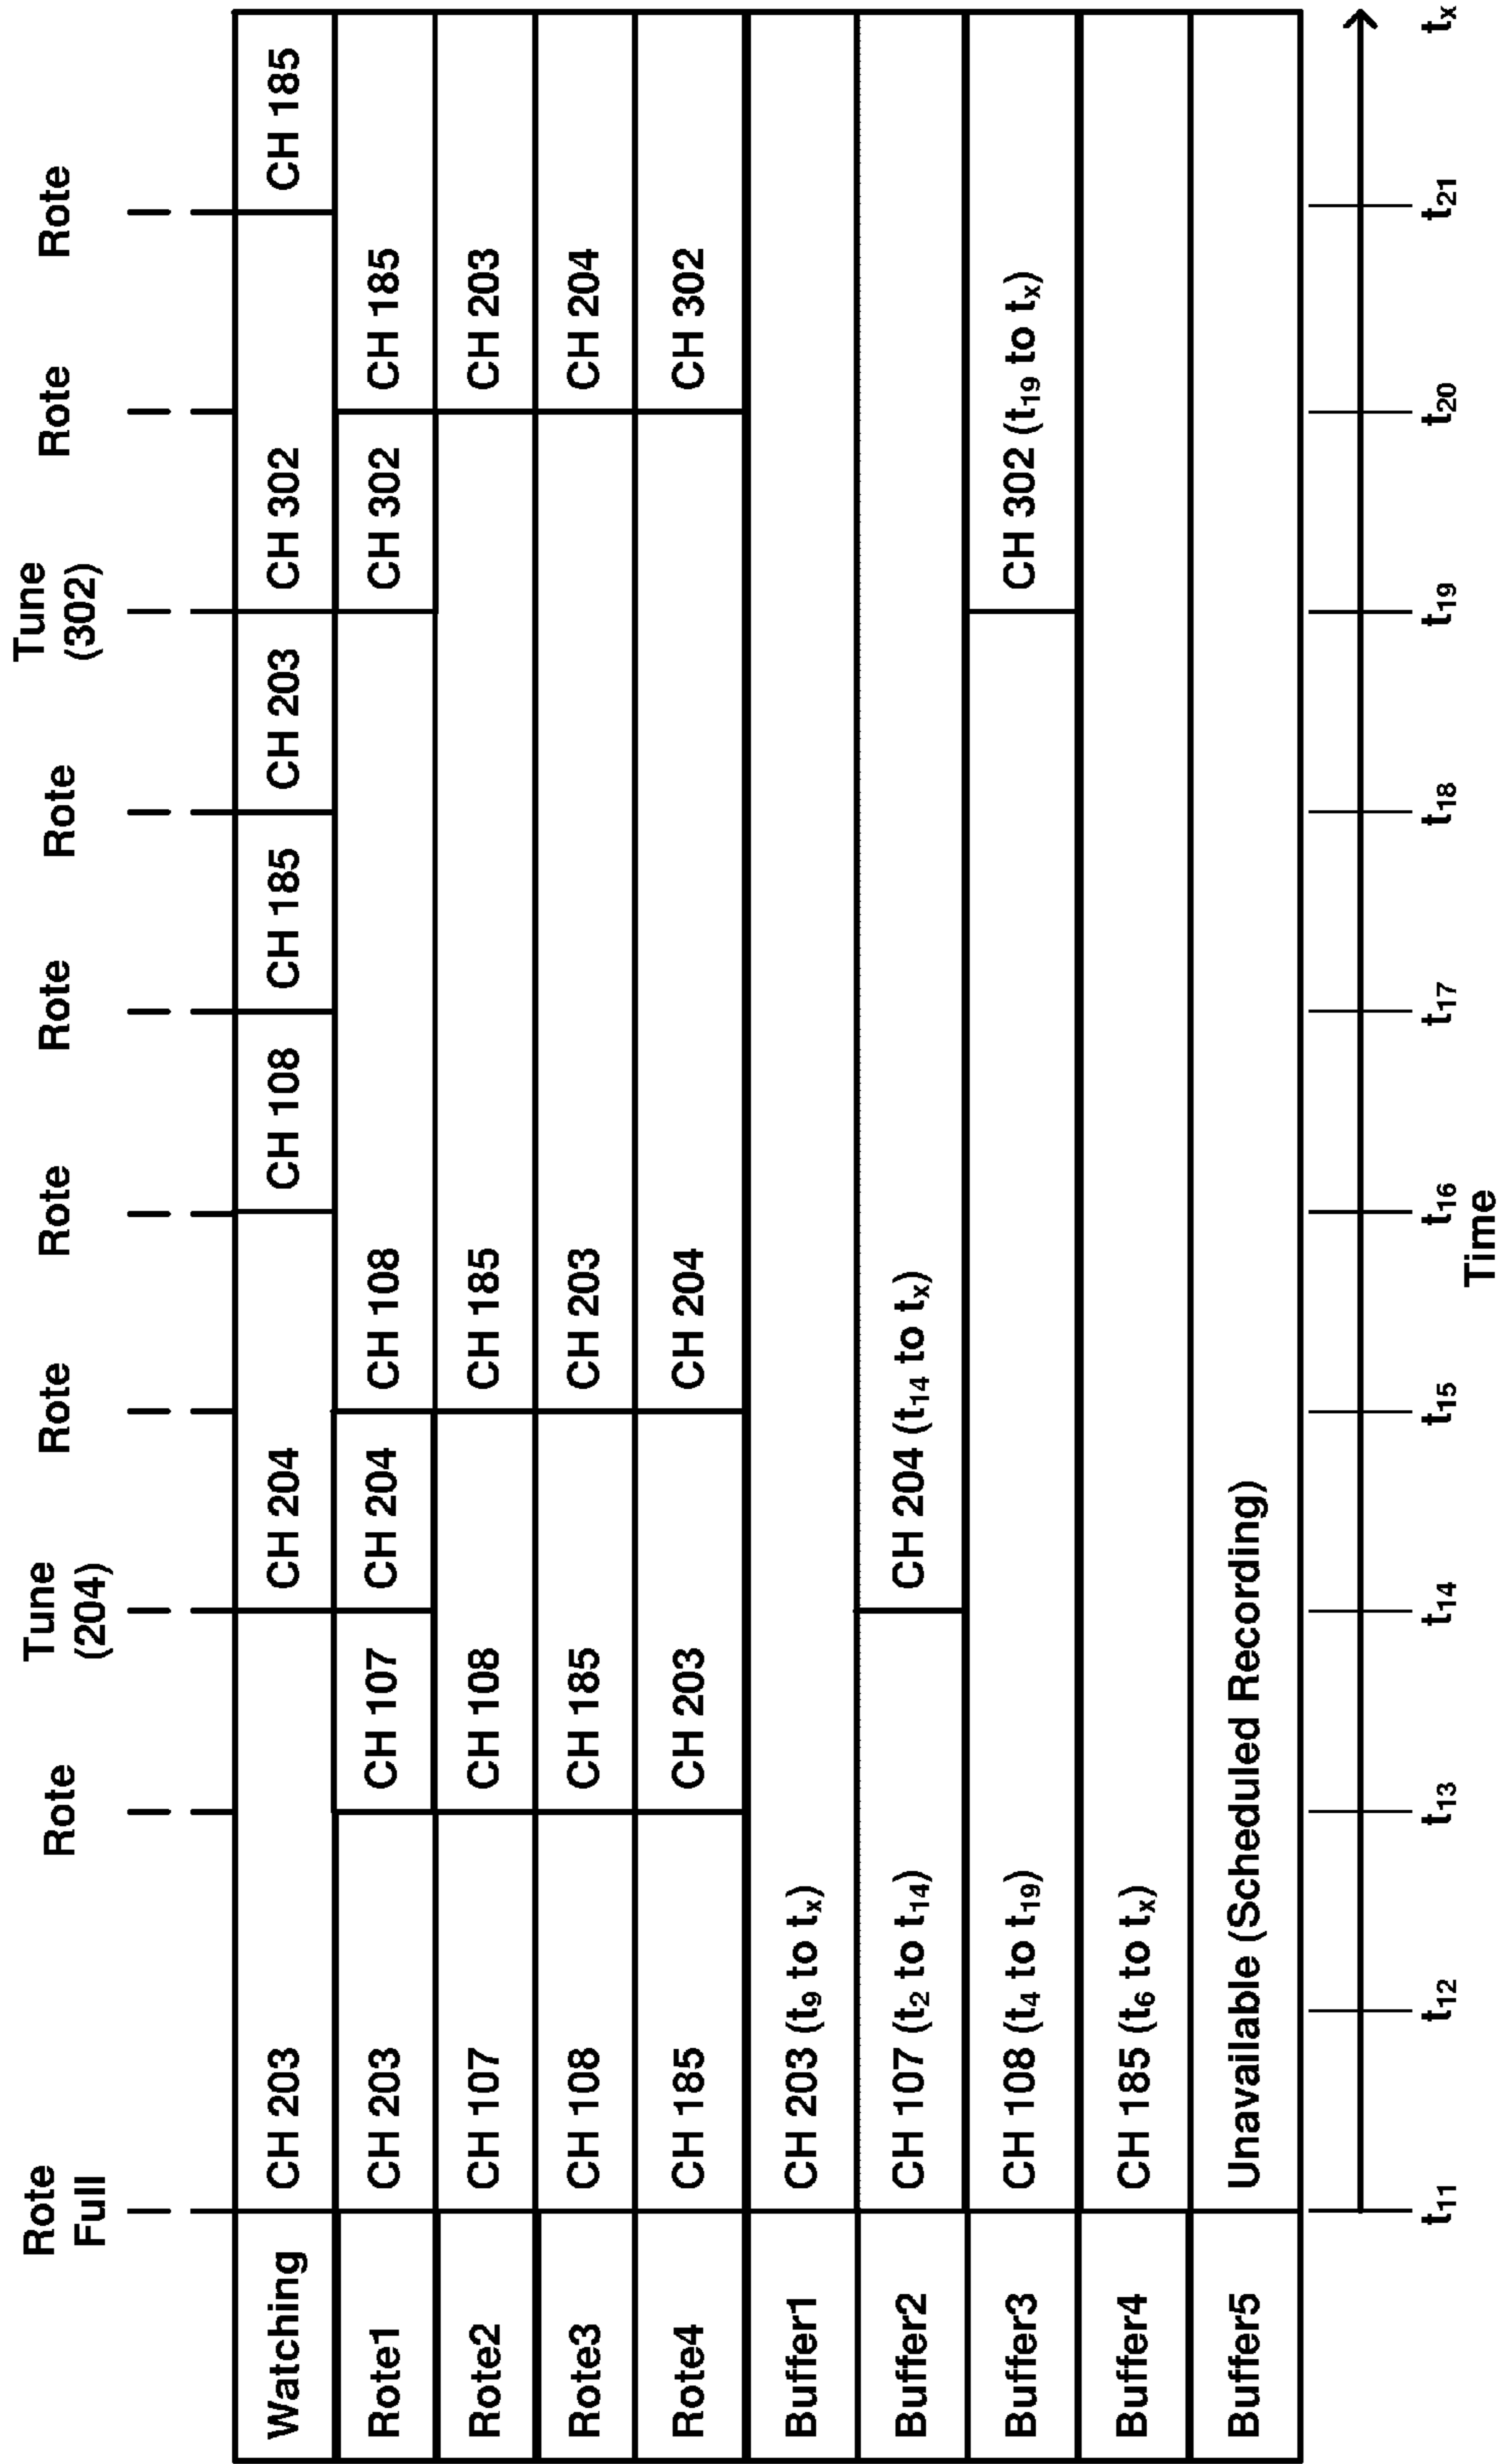 Rote
Full
Rote
Tune
(204)
Rote
Rote
Rote
Rote
Tune
(302)
Rote
Rote
Watching CH 203 CH 204 CH 108 CH 185 CH 203 CH 302 CH 185
Rote1 CH 203 CH 107 CH 204 CH 108 CH 302 CH 185
Rote2 CH 107 CH 108 CH 185 CH 203
Rote3 CH 108 CH 185 CH 203 CH 204
Rote4 CH 185 CH 203 CH 204 CH 302
Buffer1 CH 203 (t9 to tx)
Buffer2 CH 107 (t2 to t14) CH 204 (t14 to tx)
Buffer3 CH 108 (t4 to t19) CH 302 (t19 to tx)
Buffer4 CH 185 (t6 to tx)
Buffer5 Unavailable (Scheduled Recording)
t11 t12 t13 t14 t15 t16 t17 t18 t19 t20 t21 tx
Time